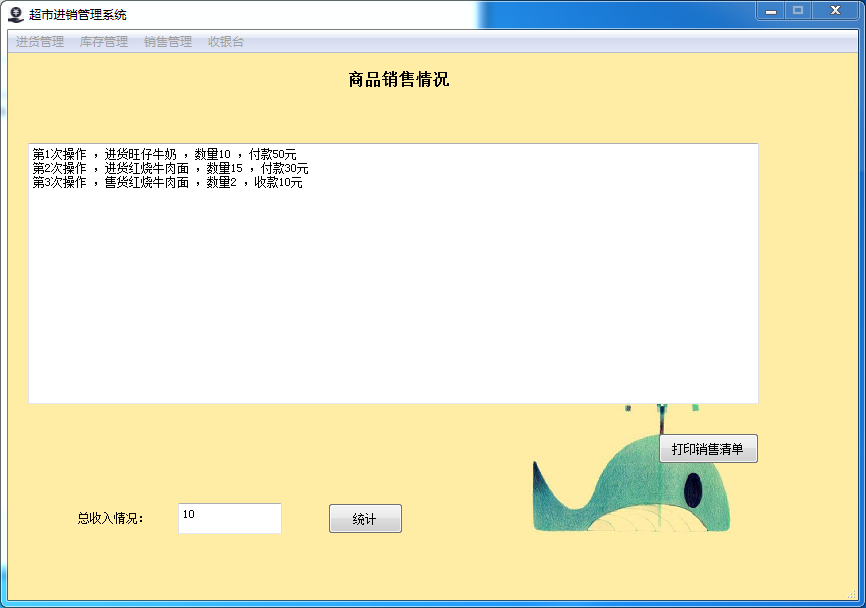 超市进销管理系统
进货管理 库存管理 销售管理 收银台
商品销售情况
第1次操作 ，进货旺仔牛奶 ，数量10 ，付款50元
第2次操作 ，进货红烧牛肉面 ，数量15 ，付款30元
第3次操作 ，售货红烧牛肉面 ，数量2 ，收款10元
打印销售清单
总收入情况： 10 统计